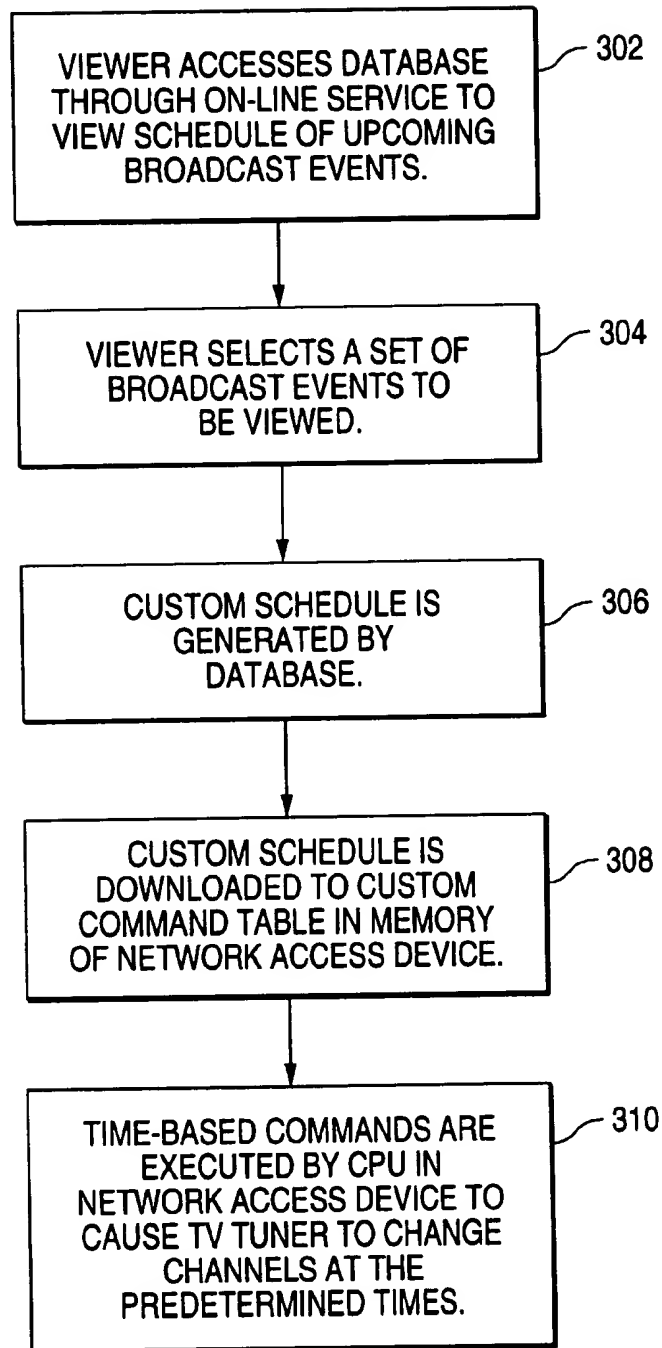 VIEWER ACCESSES DATABASE
THROUGH ON-LINE SERVICE TO
VIEW SCHEDULE OF UPCOMING
BROADCAST EVENTS.
302
VIEWER SELECTS A SET OF
BROADCAST EVENTS TO
BE VIEWED.
304
CUSTOM SCHEDULE IS
GENERATED BY
DATABASE.
306
CUSTOM SCHEDULE IS
DOWNLOADED TO CUSTOM
COMMAND TABLE IN MEMORY
OF NETWORK ACCESS DEVICE.
308
TIME-BASED COMMANDS ARE
EXECUTED BY CPU IN
NETWORK ACCESS DEVICE TO
CAUSE TV TUNER TO CHANGE
CHANNELS AT THE
PREDETERMINED TIMES.
310